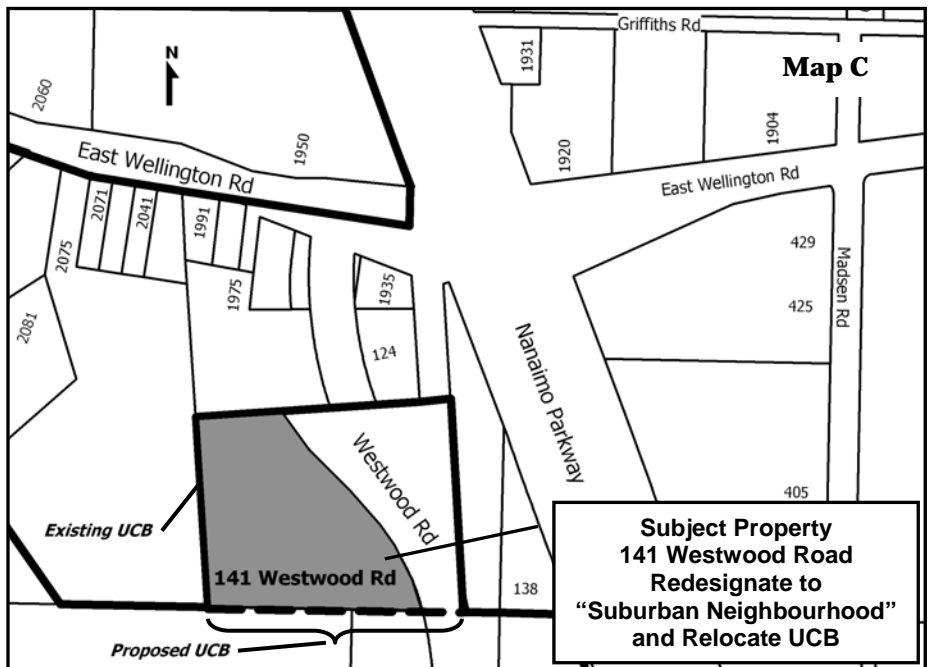 Griffiths Rd
Map C
N
1931
2060
1950
1920
1904
East Wellington Rd
East Wellington Rd
2071
2041
1991
2075
1975
1935
429
425
Madsen Rd
2081
124
Nanaimo Parkway
Westwood Rd
405
Existing UCB
141 Westwood Rd
138
Proposed UCB
Subject Property
141 Westwood Road
Redesignate to
“Suburban Neighbourhood”
and Relocate UCB